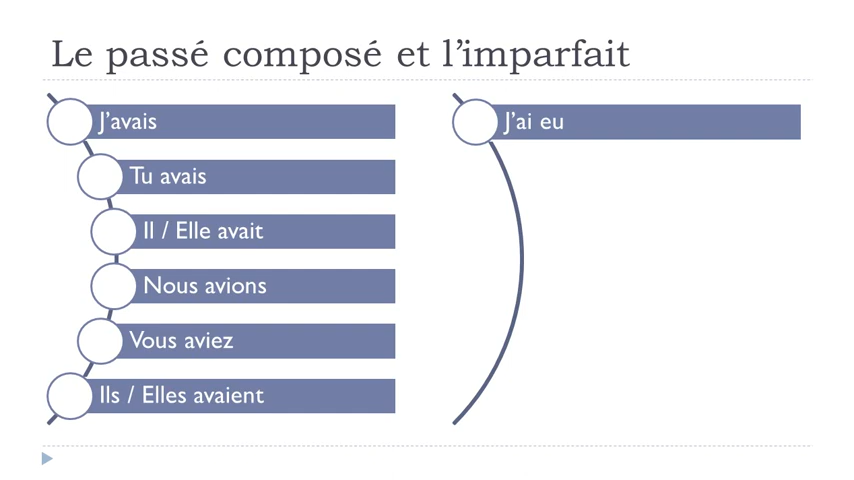 Le passé composé et l’imparfait
J’avais
Tu avais
Il / Elle avait
Nous avions
Vous aviez
Ils / Elles avaient
J’ai eu